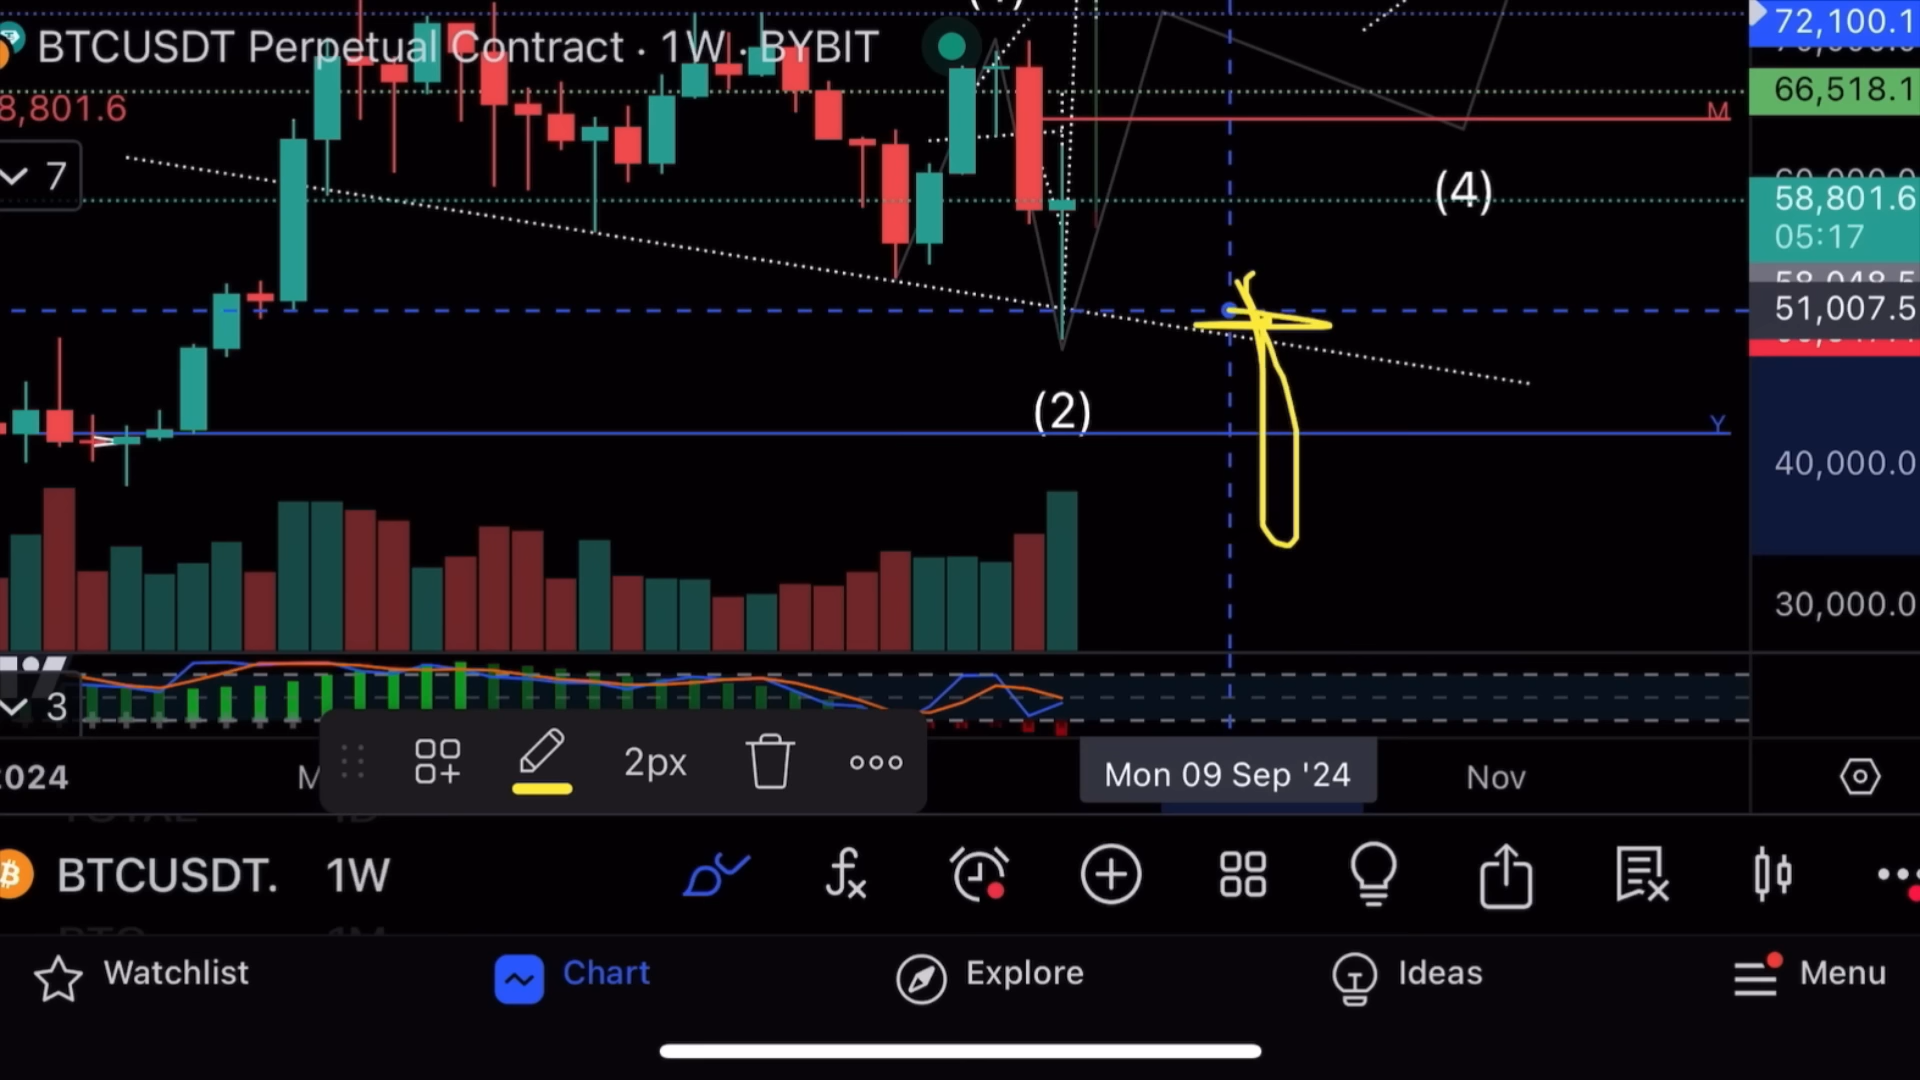 72,100.1
BTCUSDT Perpetual Contract · 1W · BYBIT
66,518.1
8,801.6
M
7
(4)
58,801.6
05:17
51,007.5
(2)
Y
40,000.0
30,000.0
3
2024
2px
Mon 09 Sep '24
Nov
BTCUSDT. 1W
Watchlist
Chart
Explore
Ideas
Menu